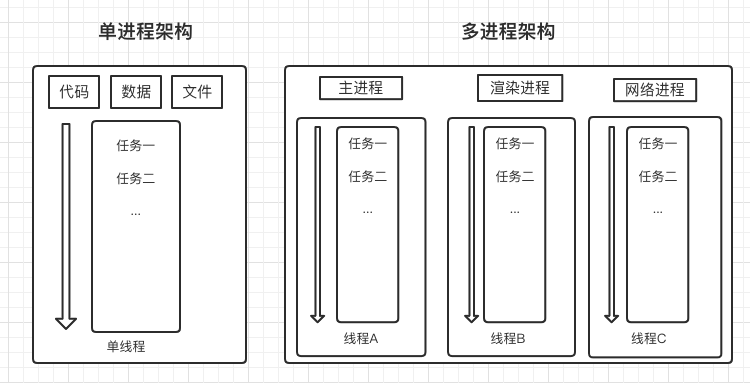 单进程架构
代码
数据
文件
任务一
任务二
...
单线程
多进程架构
主进程
渲染进程
网络进程
任务一
任务二
...
线程A
任务一
任务二
...
线程B
任务一
任务二
...
线程C